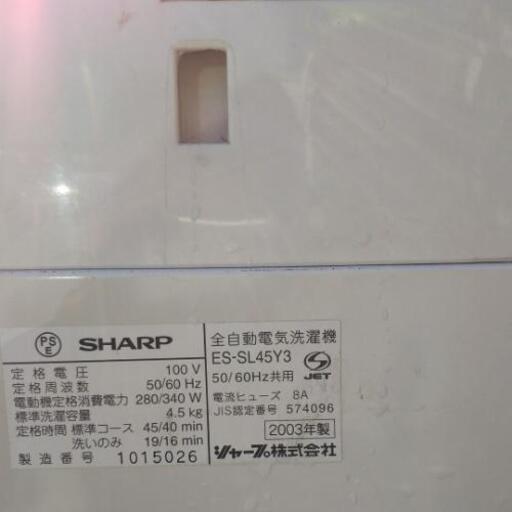 PS E SHARP
定格電圧 100 V
定格周波数 50/60 Hz
電動機定格消費電力 280/340 W
標準洗濯容量 4.5 kg
定格時間 標準コース 45/40 min
洗いのみ 19/16 min
製造番号 1015026
全自動電気洗濯機
ES-SL45Y3
50/60Hz共用 JET
電流ヒューズ 8A
JIS認定番号 574096
2003年製
シャープ株式会社